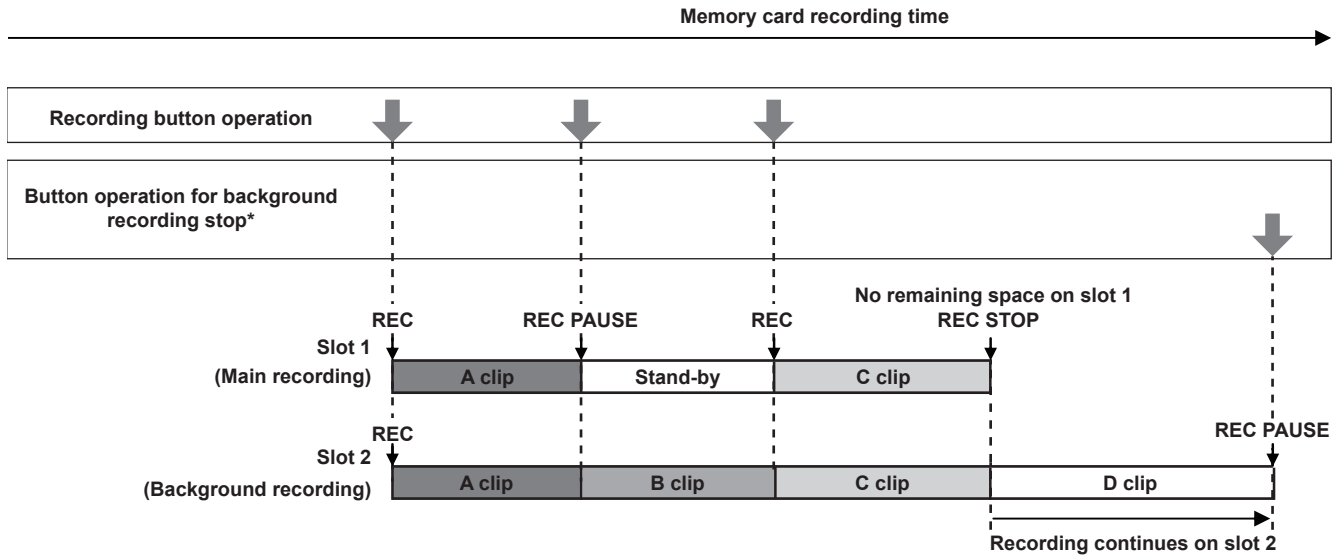 Memory card recording time
Recording button operation
Button operation for background
recording stop*
No remaining space on slot 1
REC
REC PAUSE
REC
REC STOP
Slot 1
(Main recording)
A clip
Stand-by
C clip
REC
REC PAUSE
Slot 2
(Background recording)
A clip
B clip
C clip
D clip
Recording continues on slot 2